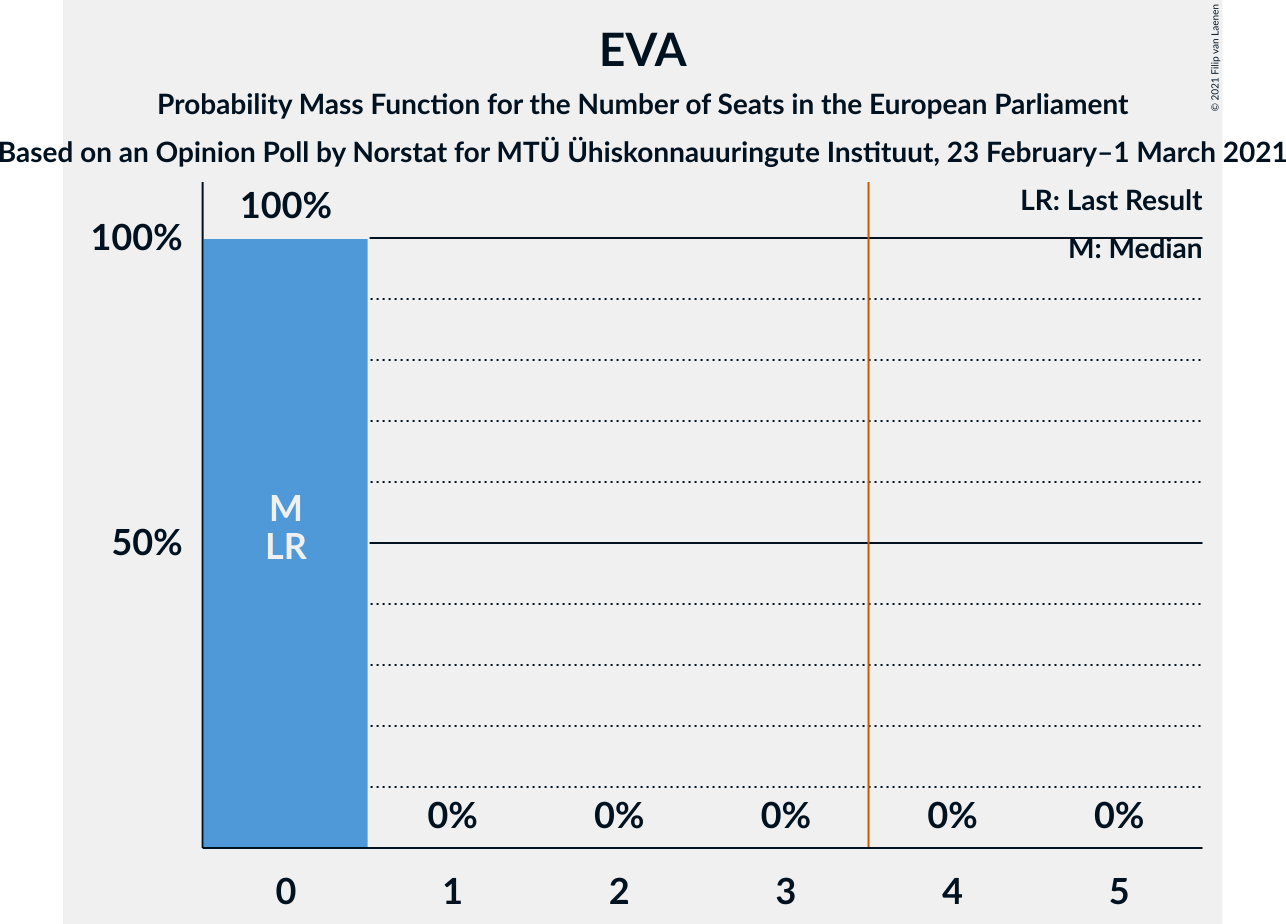 EVA
Probability Mass Function for the Number of Seats in the European Parliament
Based on an Opinion Poll by Norstat for MTÜ Ühiskonnauuringute Instituut, 23 February–1 March 2021
© 2021 Filip van Laenen
LR: Last Result
M: Median
100%
100%
50%
M
LR
0% 0% 0% 0% 0%
0 1 2 3 4 5